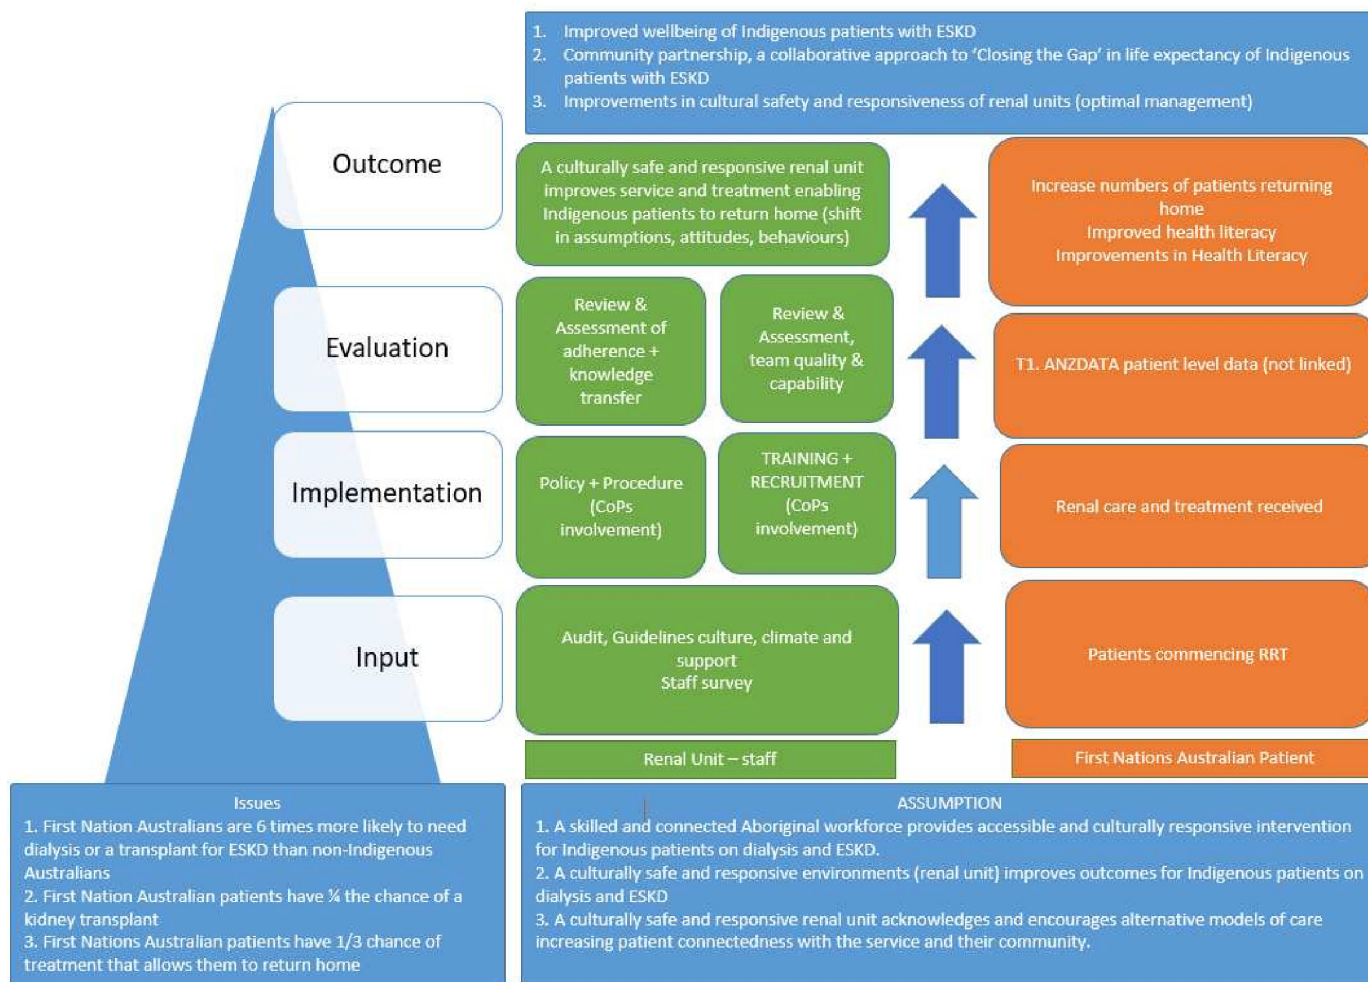 1. Improved wellbeing of Indigenous patients with ESKD
2. Community partnership, a collaborative approach to ‘Closing the Gap’ in life expectancy of Indigenous
patients with ESKD
3. Improvements in cultural safety and responsiveness of renal units (optimal management)
Outcome
A culturally safe and responsive renal unit
improves service and treatment enabling
Indigenous patients to return home (shift
in assumptions, attitudes, behaviours)
Increase numbers of patients returning
home
Improved health literacy
Improvements in Health Literacy
Evaluation
Review &
Assessment of
adherence +
knowledge
transfer
Review &
Assessment,
team quality &
capability
T1. ANZDATA patient level data (not linked)
Implementation
Policy + Procedure
(CoPs
involvement)
TRAINING +
RECRUITMENT
(CoPs
involvement)
Renal care and treatment received
Input
Audit, Guidelines culture, climate and
support
Staff survey
Patients commencing RRT
Renal Unit – staff
First Nations Australian Patient
Issues
1. First Nation Australians are 6 times more likely to need
dialysis or a transplant for ESKD than non-Indigenous
Australians
2. First Nation Australian patients have ¼ the chance of a
kidney transplant
3. First Nations Australian patients have 1/3 chance of
treatment that allows them to return home
ASSUMPTION
1. A skilled and connected Aboriginal workforce provides accessible and culturally responsive intervention
for Indigenous patients on dialysis and ESKD.
2. A culturally safe and responsive environments (renal unit) improves outcomes for Indigenous patients on
dialysis and ESKD
3. A culturally safe and responsive renal unit acknowledges and encourages alternative models of care
increasing patient connectedness with the service and their community.